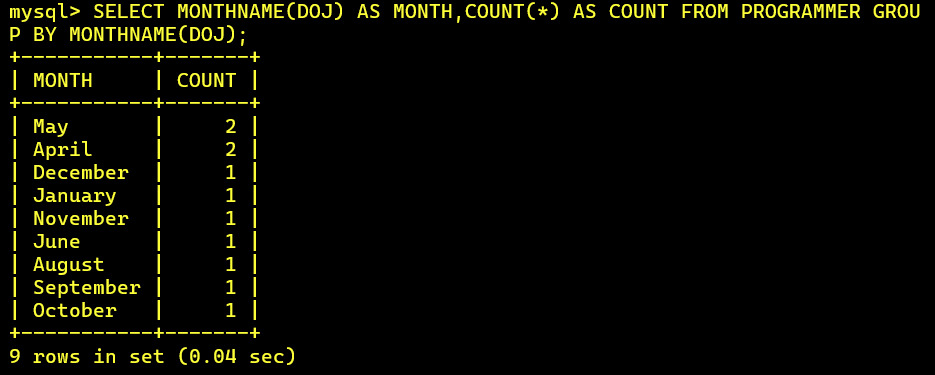 mysql> SELECT MONTHNAME(DOJ) AS MONTH,COUNT(*) AS COUNT FROM PROGRAMMER GROU
P BY MONTHNAME(DOJ);
+-----------+-------+
| MONTH     | COUNT |
+-----------+-------+
| May       |     2 |
| April     |     2 |
| December  |     1 |
| January   |     1 |
| November  |     1 |
| June      |     1 |
| August    |     1 |
| September |     1 |
| October   |     1 |
+-----------+-------+
9 rows in set (0.04 sec)